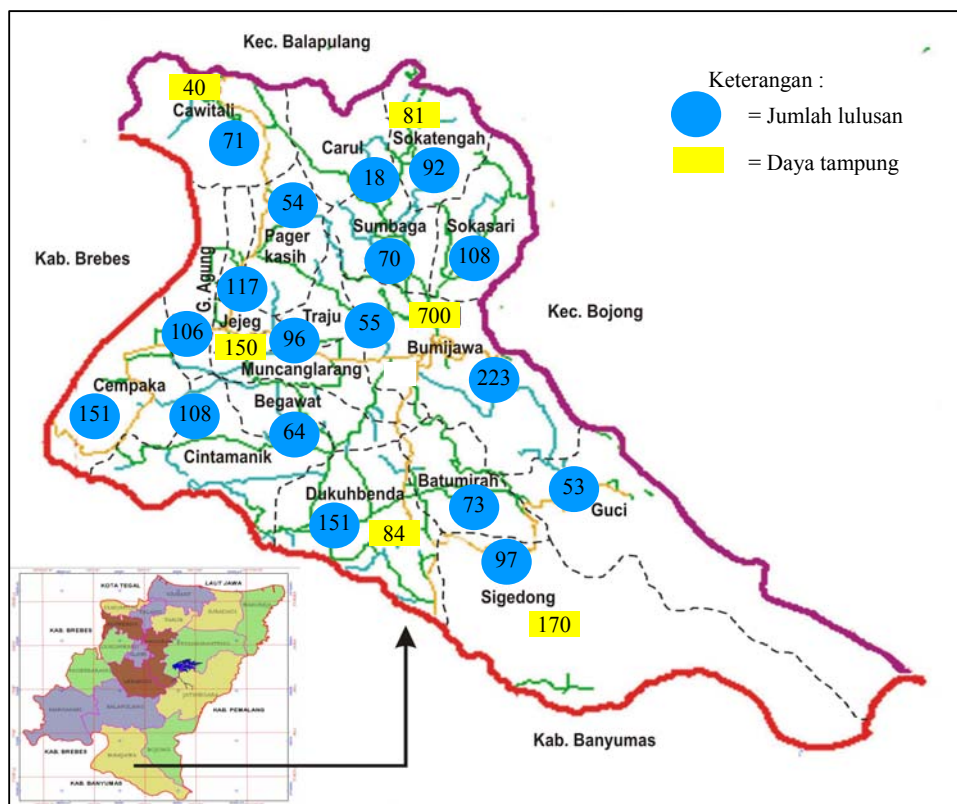 Kec. Balapulang
Keterangan :
= Jumlah lulusan
= Daya tampung
40
Cawitali
71
81
Sokatengah
Carul
18
92
54
Pager
kasih
Sumbaga
70
Sokasari
108
Kab. Brebes
G. Agung
117
Jejeg
Traju
55
700
Kec. Bojong
106
150
96
Bumijawa
Muncanglarang
223
Cempaka
151
108
Begawat
64
Cintamanik
Dukuhbenda
151
84
Batumirah
73
53
Guci
97
Sigedong
170
Kab. Banyumas
KOTA TEGAL
LAUT JAWA
KAB. BREBES
KAB. PEMALANG
KAB. BREBES
KAB. BANYUMAS